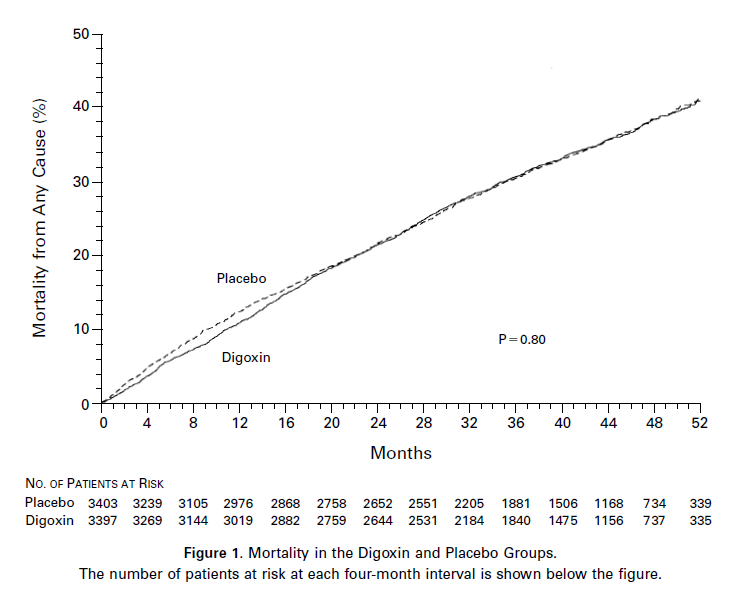 50
40
30
20
10
0
Mortality from Any Cause (%)
Placebo
Digoxin
P=0.80
0 4 8 12 16 20 24 28 32 36 40 44 48 52
Months
NO. OF PATIENTS AT RISK
Placebo 3403 3239 3105 2976 2868 2758 2652 2551 2205 1881 1506 1168 734 339
Digoxin 3397 3269 3144 3019 2882 2759 2644 2531 2184 1840 1475 1156 737 335
Figure 1. Mortality in the Digoxin and Placebo Groups.
The number of patients at risk at each four-month interval is shown below the figure.